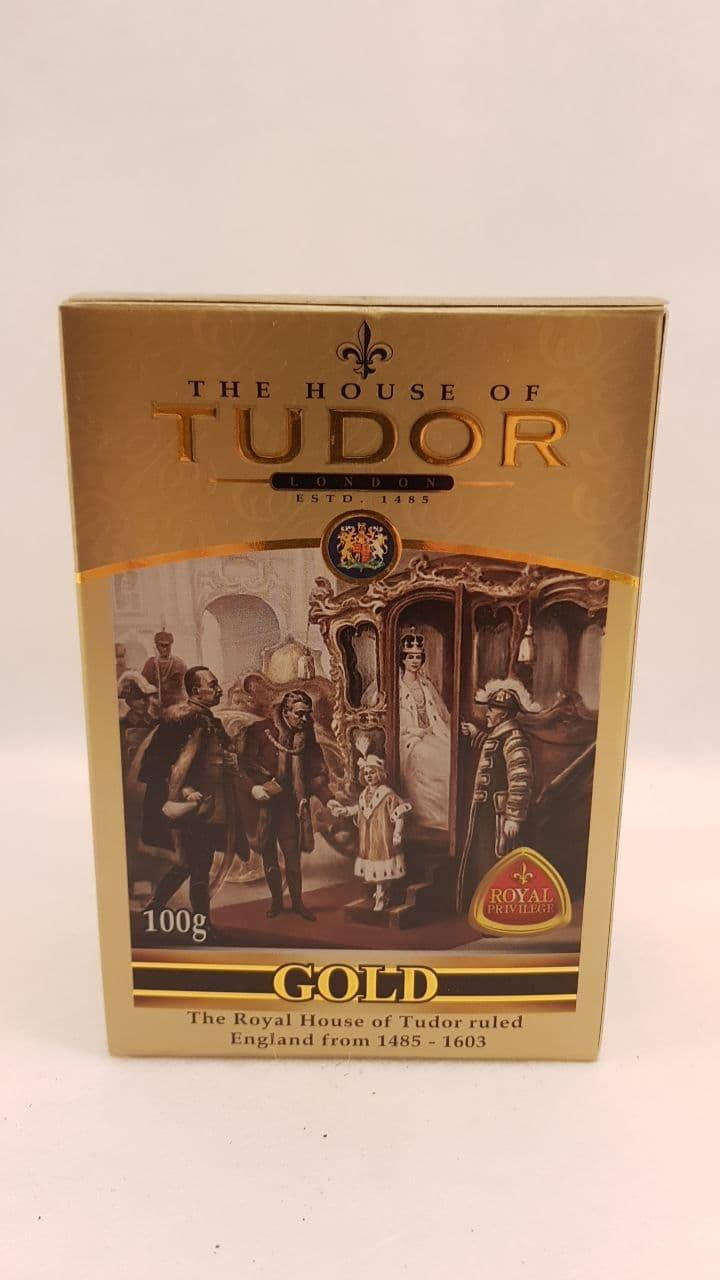 THE HOUSE OF
TUDOR
LONDON
ESTD. 1485
ROYAL
PRIVILEGE
100g
GOLD
The Royal House of Tudor ruled
England from 1485 - 1603